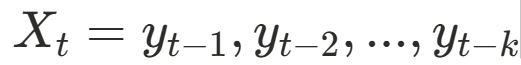 X_t = y_{t-1}, y_{t-2}, ..., y_{t-k}